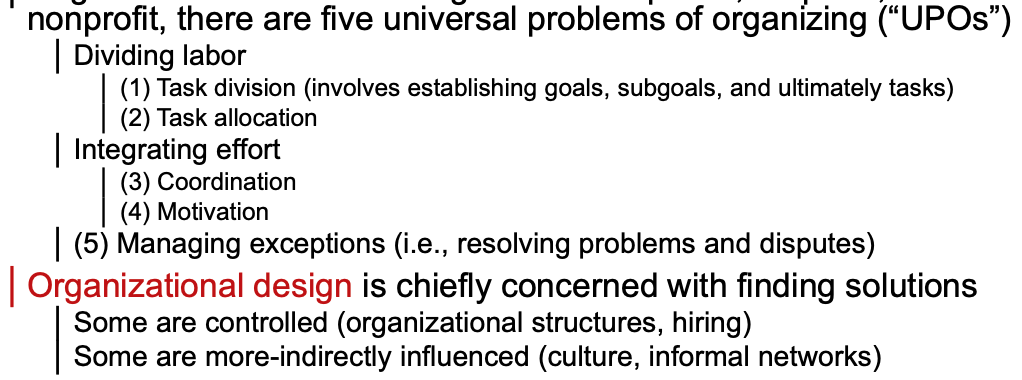 nonprofit, there are five universal problems of organizing (“UPOs”)
Dividing labor
(1) Task division (involves establishing goals, subgoals, and ultimately tasks)
(2) Task allocation
Integrating effort
(3) Coordination
(4) Motivation
(5) Managing exceptions (i.e., resolving problems and disputes)
Organizational design is chiefly concerned with finding solutions
Some are controlled (organizational structures, hiring)
Some are more-indirectly influenced (culture, informal networks)